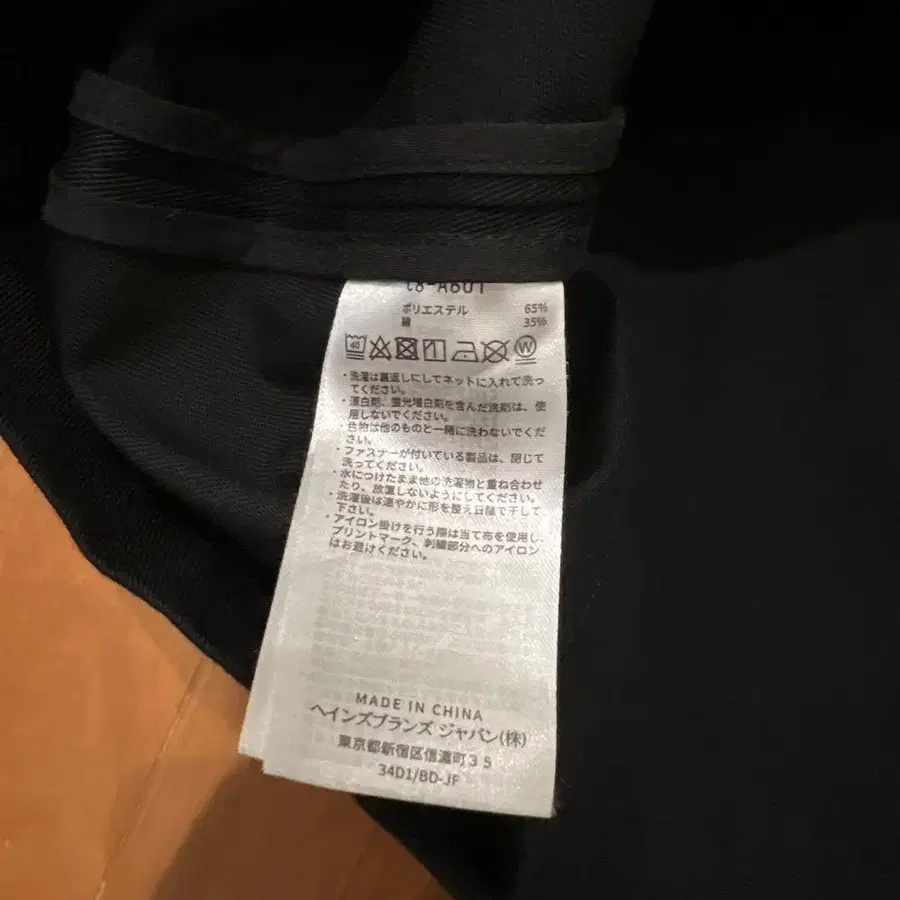 C8-A601
ポリエステル 65%
綿 35%
40 W
・洗濯は裏返しにしてネットに入れて洗っ
てください。
・漂白剤、蛍光増白剤を含んだ洗剤は、使
用しないでください。
・色物は他のものと一緒に洗わないでくだ
さい。
・ファスナーが付いている製品は、閉じて
洗ってください。
・水につけたまま他の洗濯物と重ね合わせ
たり、放置しないようにしてください。
・洗濯後は速やかに形を整え日陰で干して
下さい。
・アイロン掛けを行う際は当て布を使用し、
プリントマーク、刺繍部分へのアイロン
はお避けください。
MADE IN CHINA
ヘインズブランズ ジャパン(株)
東京都新宿区信濃町35
34D1/BD-JF